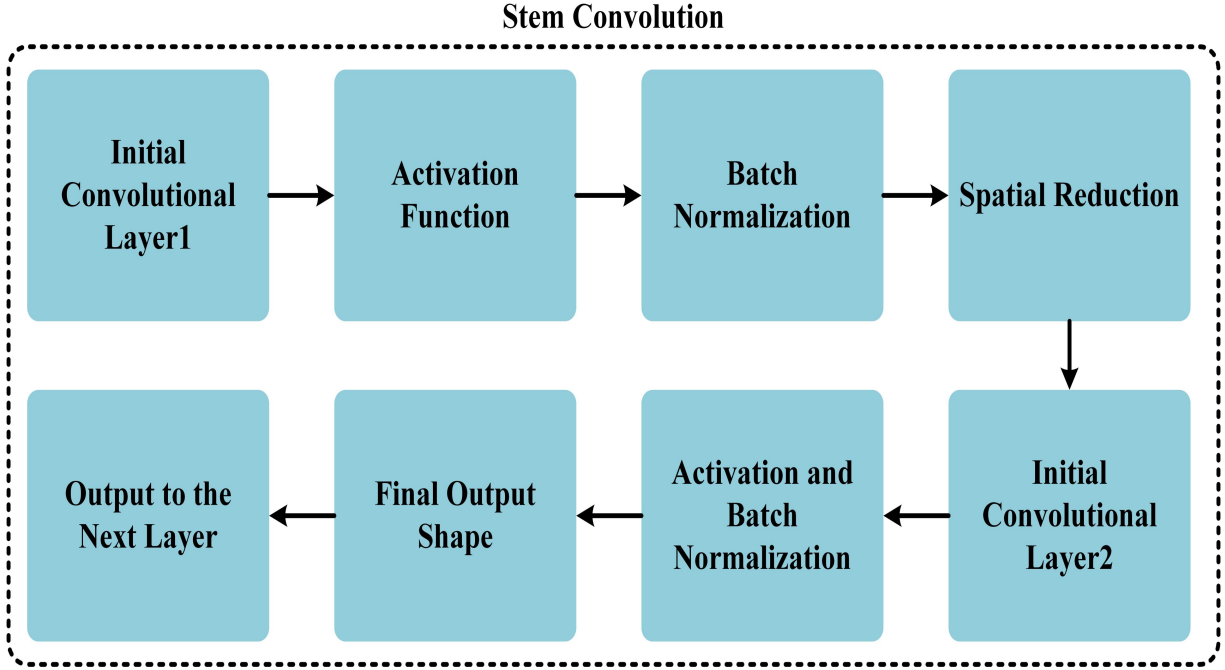 Stem Convolution
Initial
Convolutional
Layer1
Activation
Function
Batch
Normalization
Spatial Reduction
Output to the
Next Layer
Final Output
Shape
Activation and
Batch
Normalization
Initial
Convolutional
Layer2